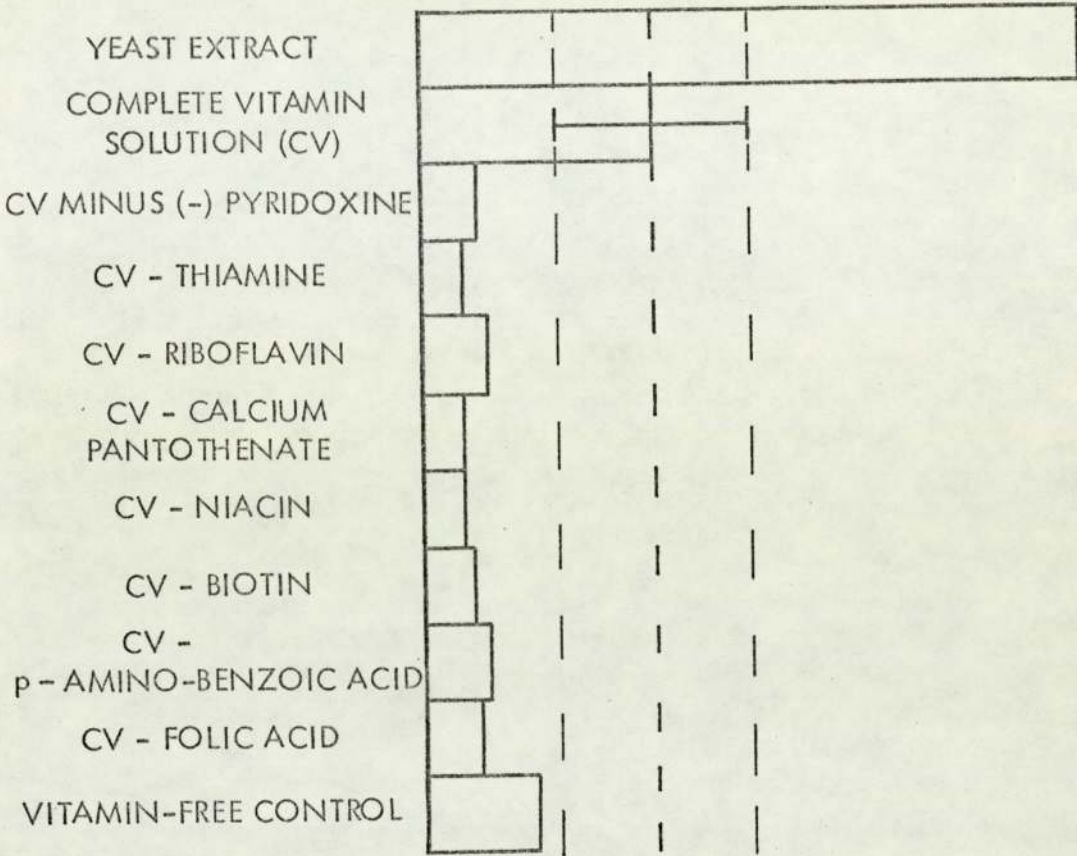 YEAST EXTRACT
COMPLETE VITAMIN
SOLUTION (CV)
CV MINUS (-) PYRIDOXINE
CV - THIAMINE
CV - RIBOFLAVIN
CV - CALCIUM
PANTOTHENATE
CV - NIACIN
CV - BIOTIN
CV -
p-AMINO-BENZOIC ACID
CV - FOLIC ACID
VITAMIN-FREE CONTROL